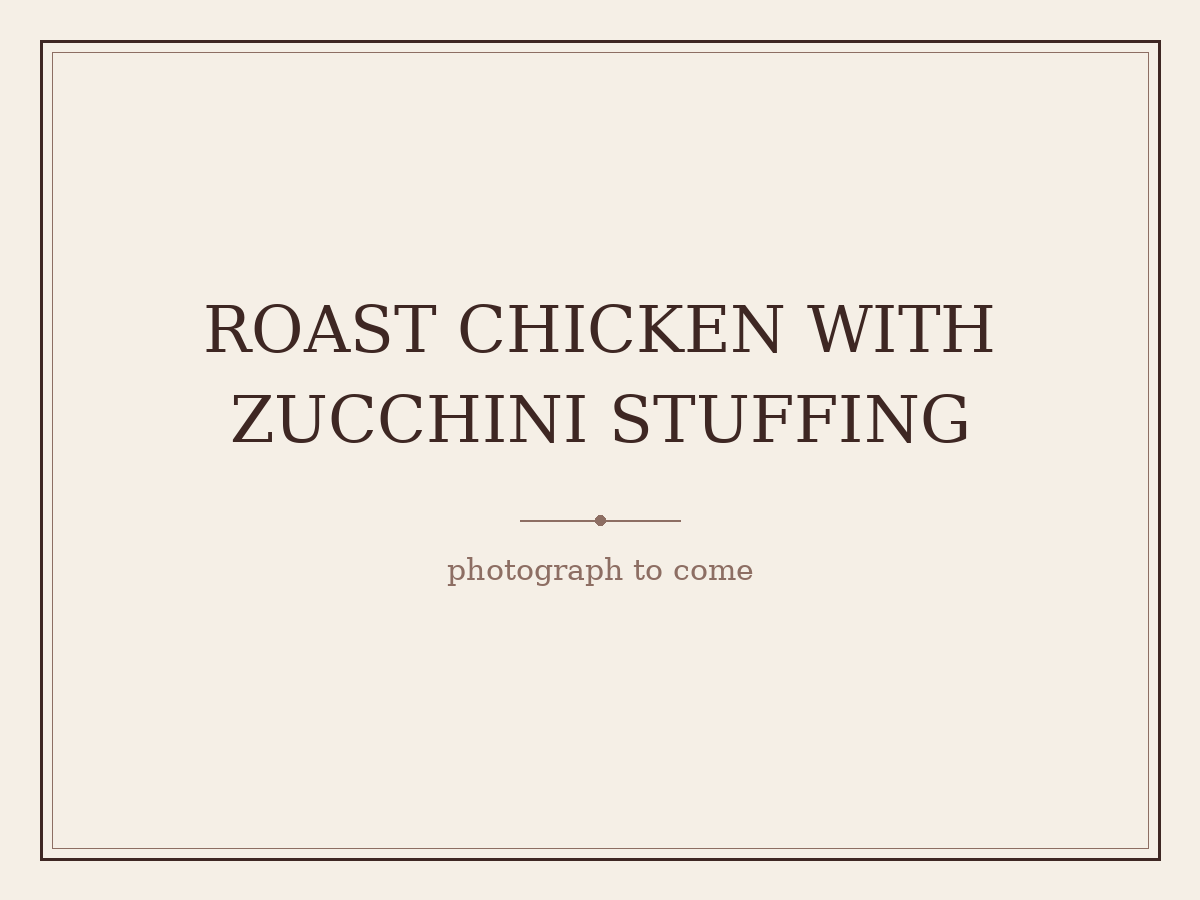 ROAST CHICKEN WITH
ZUCCHINI STUFFING
photograph to come